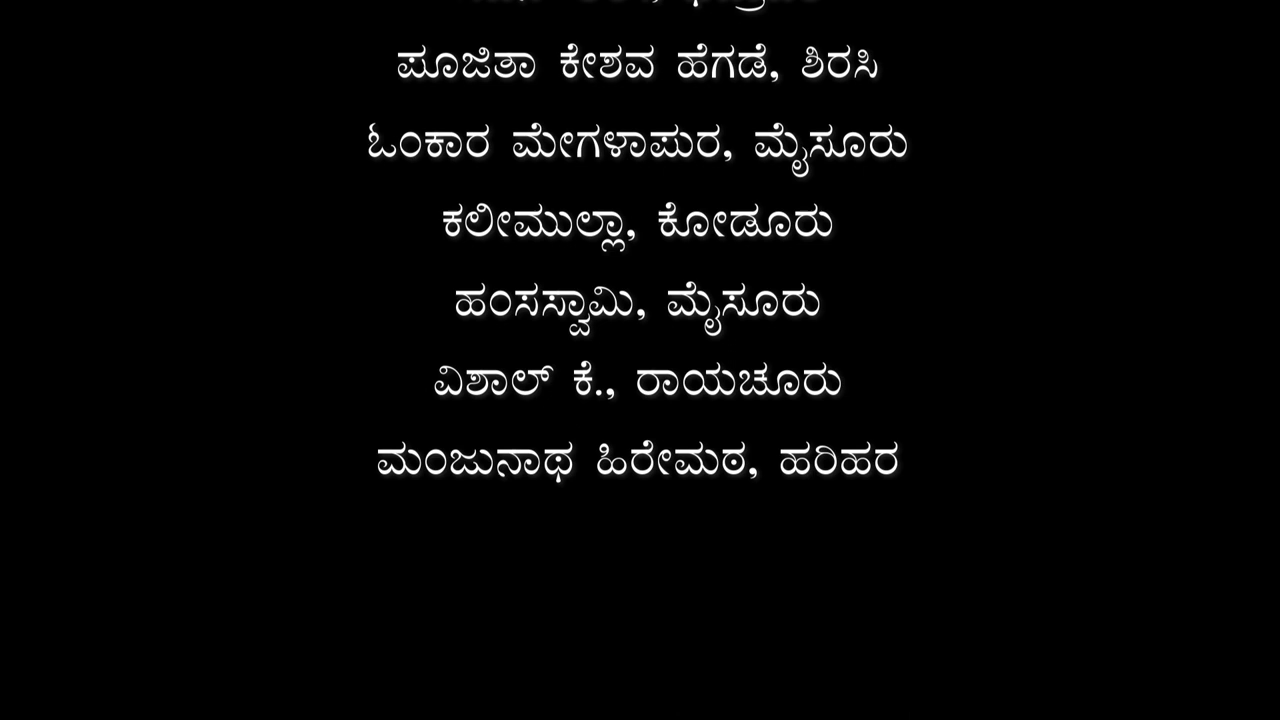 ಪೂಜಿತಾ ಕೇಶವ ಹೆಗಡೆ, ಶಿರಸಿ
ಓಂಕಾರ ಮೇಗಳಾಪುರ, ಮೈಸೂರು
ಕಲೀಮುಲ್ಲಾ, ಕೋಡೂರು
ಹಂಸಸ್ವಾಮಿ, ಮೈಸೂರು
ವಿಶಾಲ್ ಕೆ., ರಾಯಚೂರು
ಮಂಜುನಾಥ ಹಿರೇಮಠ, ಹರಿಹರ